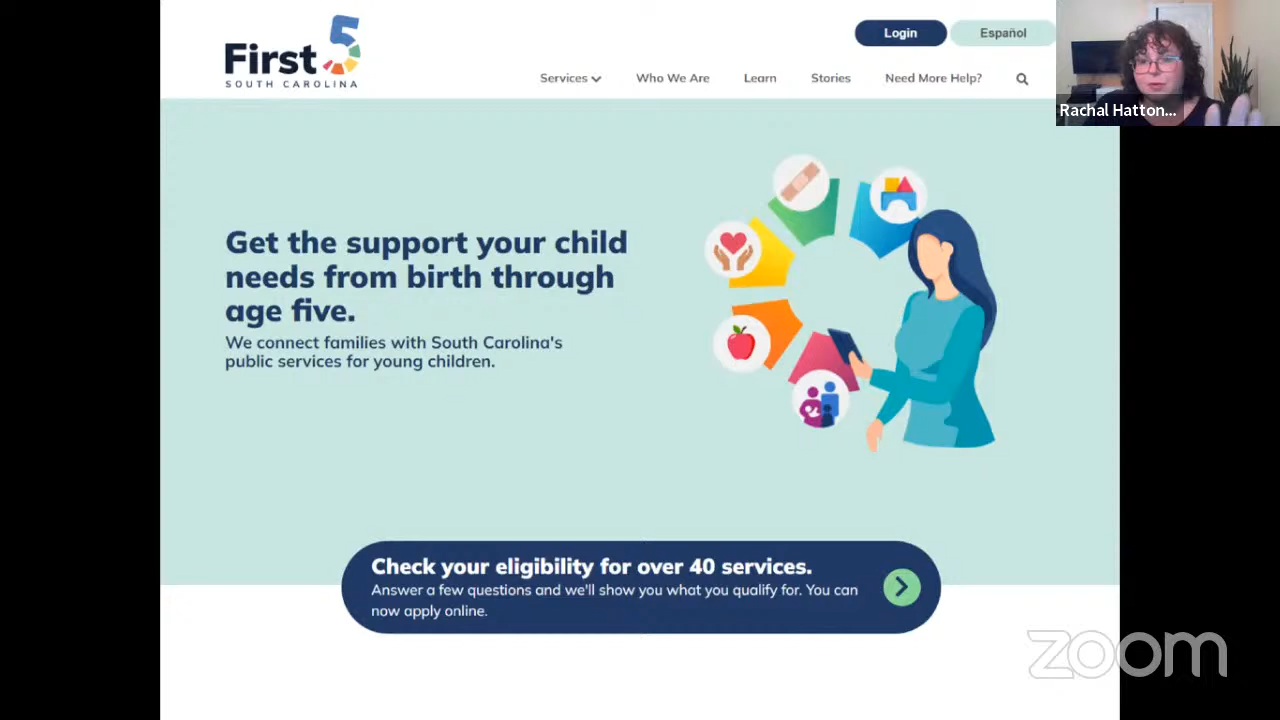 First 5
SOUTH CAROLINA
Login
Español
Services
Who We Are
Learn
Stories
Need More Help?
Rachal Hatton...
Get the support your child
needs from birth through
age five.
We connect families with South Carolina's
public services for young children.
Check your eligibility for over 40 services.
Answer a few questions and we'll show you what you qualify for. You can
now apply online.
zoom